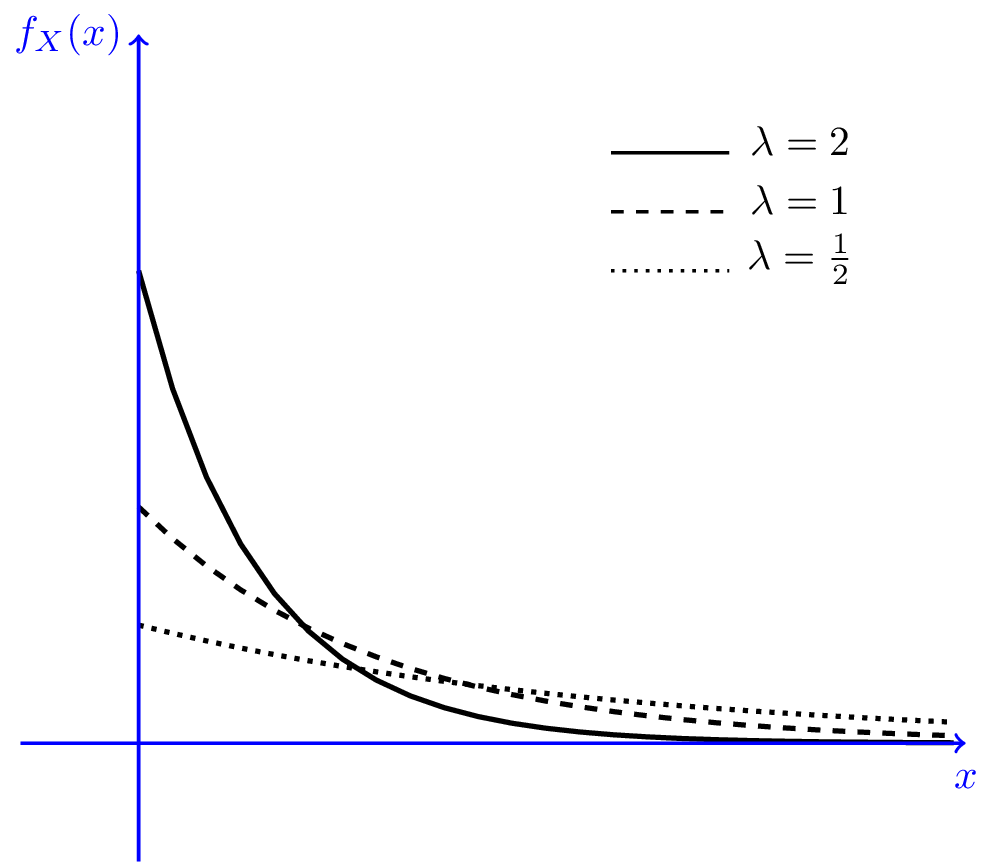 f_X(x)
λ = 2
λ = 1
λ = 1/2
x